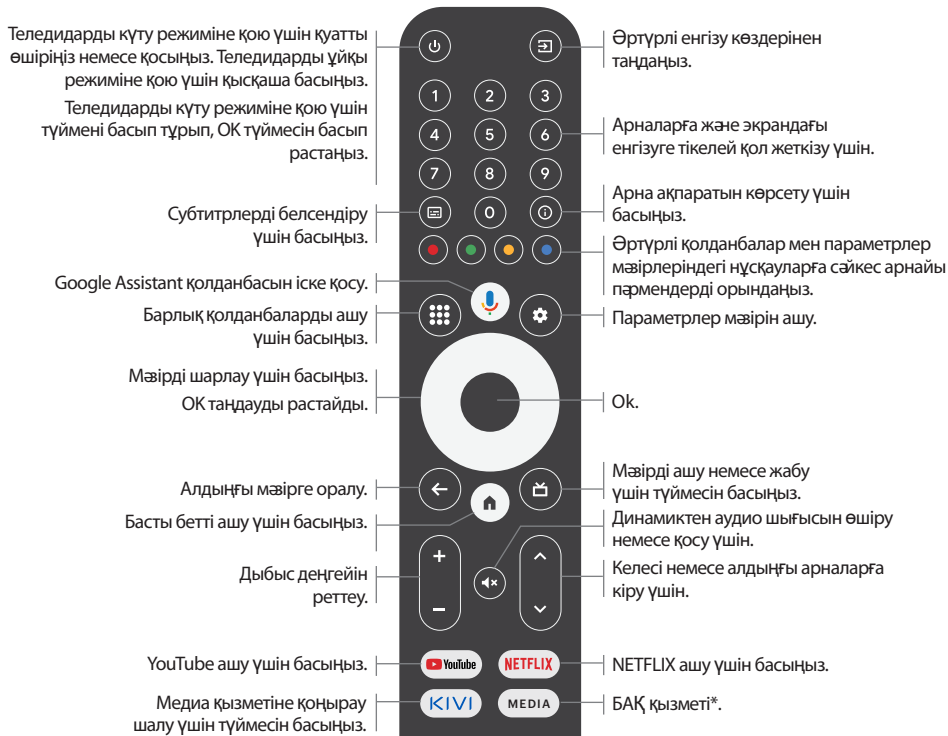 Теледидарды күту режиміне қою үшін қуатты
өшіріңіз немесе қосыңыз. Теледидарды ұйқы
режиміне қою үшін қысқаша басыңыз.
Теледидарды күту режиміне қою үшін
түймені басып тұрып, OK түймесін басып
растаңыз.
Субтитрлерді белсендіру
үшін басыңыз.
Google Assistant қолданбасын іске қосу.
Барлық қолданбаларды ашу
үшін басыңыз.
Мәзірді шарлау үшін басыңыз.
OK таңдауды растайды.
Алдыңғы мәзірге оралу.
Басты бетті ашу үшін басыңыз.
Дыбыс деңгейін
реттеу.
YouTube ашу үшін басыңыз.
Медиа қызметіне қоңырау
шалу үшін түймесін басыңыз.
1 2 3
4 5 6
7 8 9
0
+
−
YouTube NETFLIX
KIVI MEDIA
Әртүрлі енгізу көздерінен
таңдаңыз.
Арналарға және экрандағы
енгізуге тікелей қол жеткізу үшін.
Арна ақпаратын көрсету үшін
басыңыз.
Әртүрлі қолданбалар мен параметрлер
мәзірлеріндегі нұсқауларға сәйкес арнайы
пәрмендерді орындаңыз.
Параметрлер мәзірін ашу.
Ok.
Мәзірді ашу немесе жабу
үшін түймесін басыңыз.
Динамиктен аудио шығысын өшіру
немесе қосу үшін.
Келесі немесе алдыңғы арналарға
кіру үшін.
NETFLIX ашу үшін басыңыз.
БАҚ қызметі*.